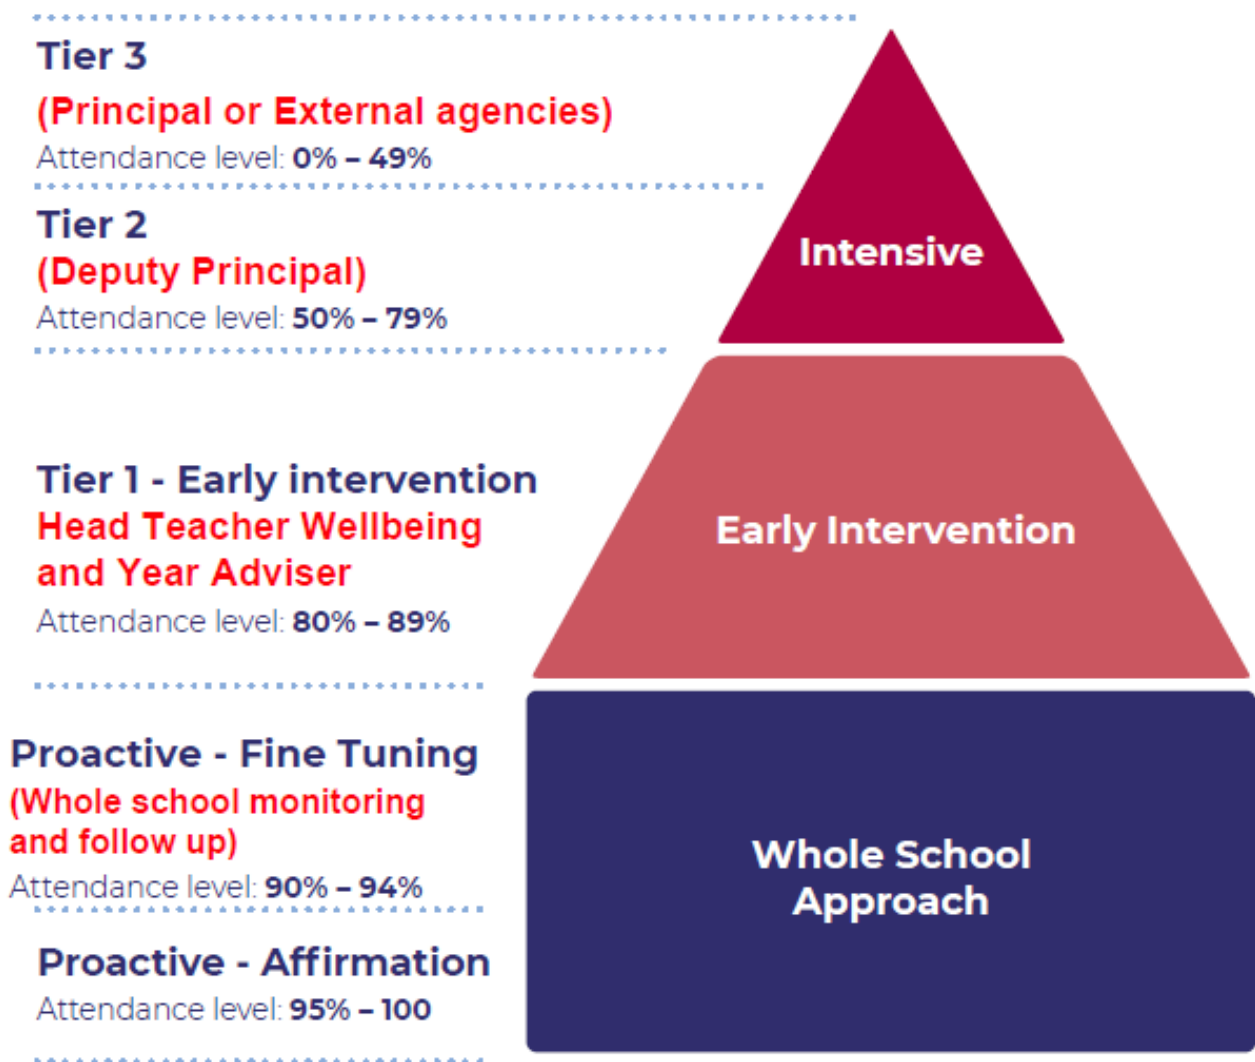 Tier 3
(Principal or External agencies)
Attendance level: 0% – 49%
Tier 2
(Deputy Principal)
Attendance level: 50% – 79%
Intensive
Tier 1 - Early intervention
Head Teacher Wellbeing
and Year Adviser
Attendance level: 80% – 89%
Early Intervention
Proactive - Fine Tuning
(Whole school monitoring
and follow up)
Attendance level: 90% – 94%
Proactive - Affirmation
Attendance level: 95% – 100
Whole School
Approach